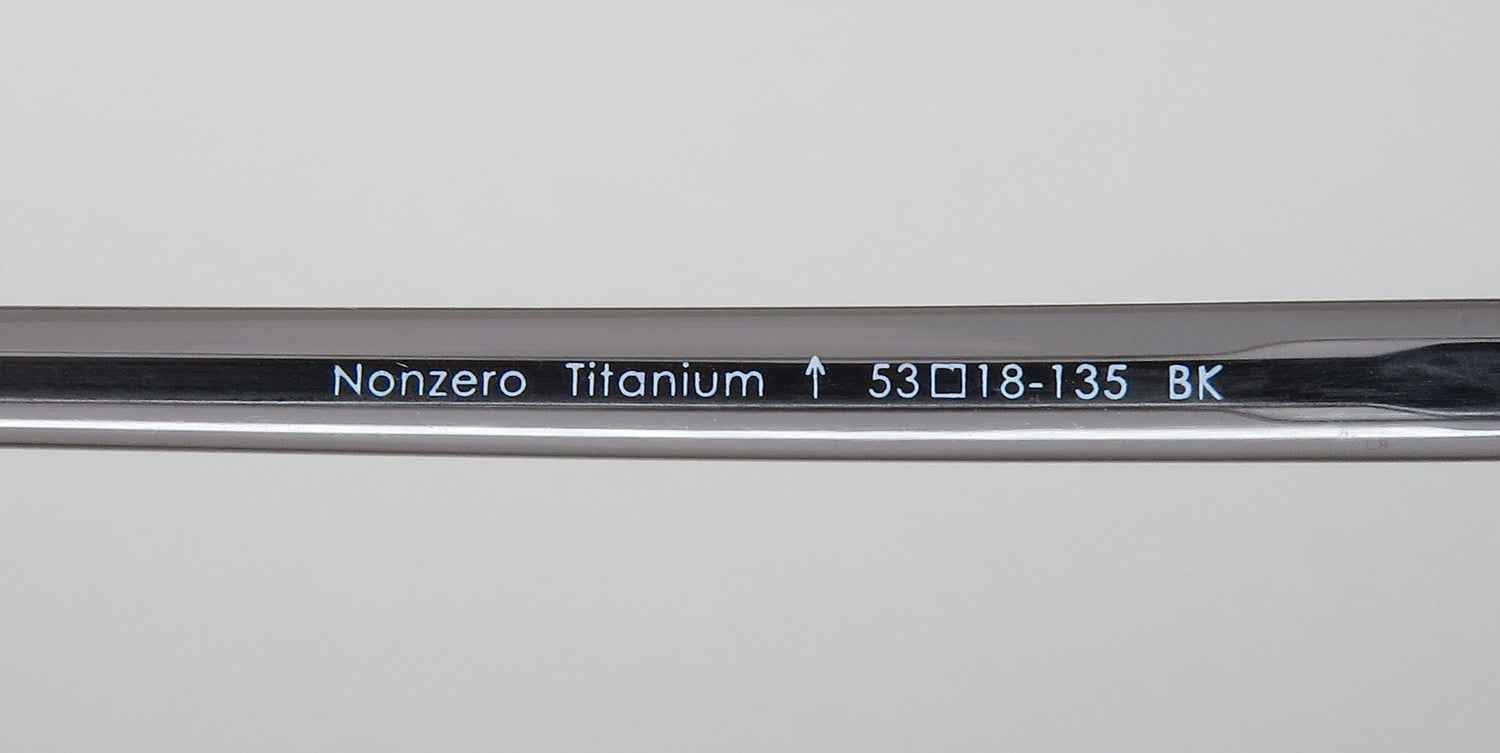 Nonzero Titanium ↑ 53□18-135 BK